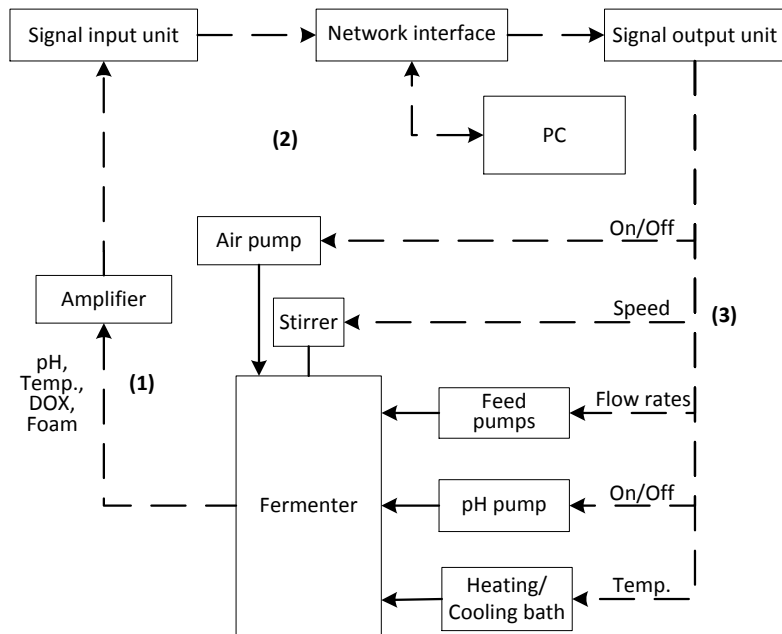 Signal input unit
Network interface
Signal output unit
PC
(2)
Air pump
On/Off
Amplifier
Stirrer
Speed
(3)
pH,
Temp.,
DOX,
Foam
(1)
Feed
pumps
Flow rates
Fermenter
pH pump
On/Off
Heating/
Cooling bath
Temp.